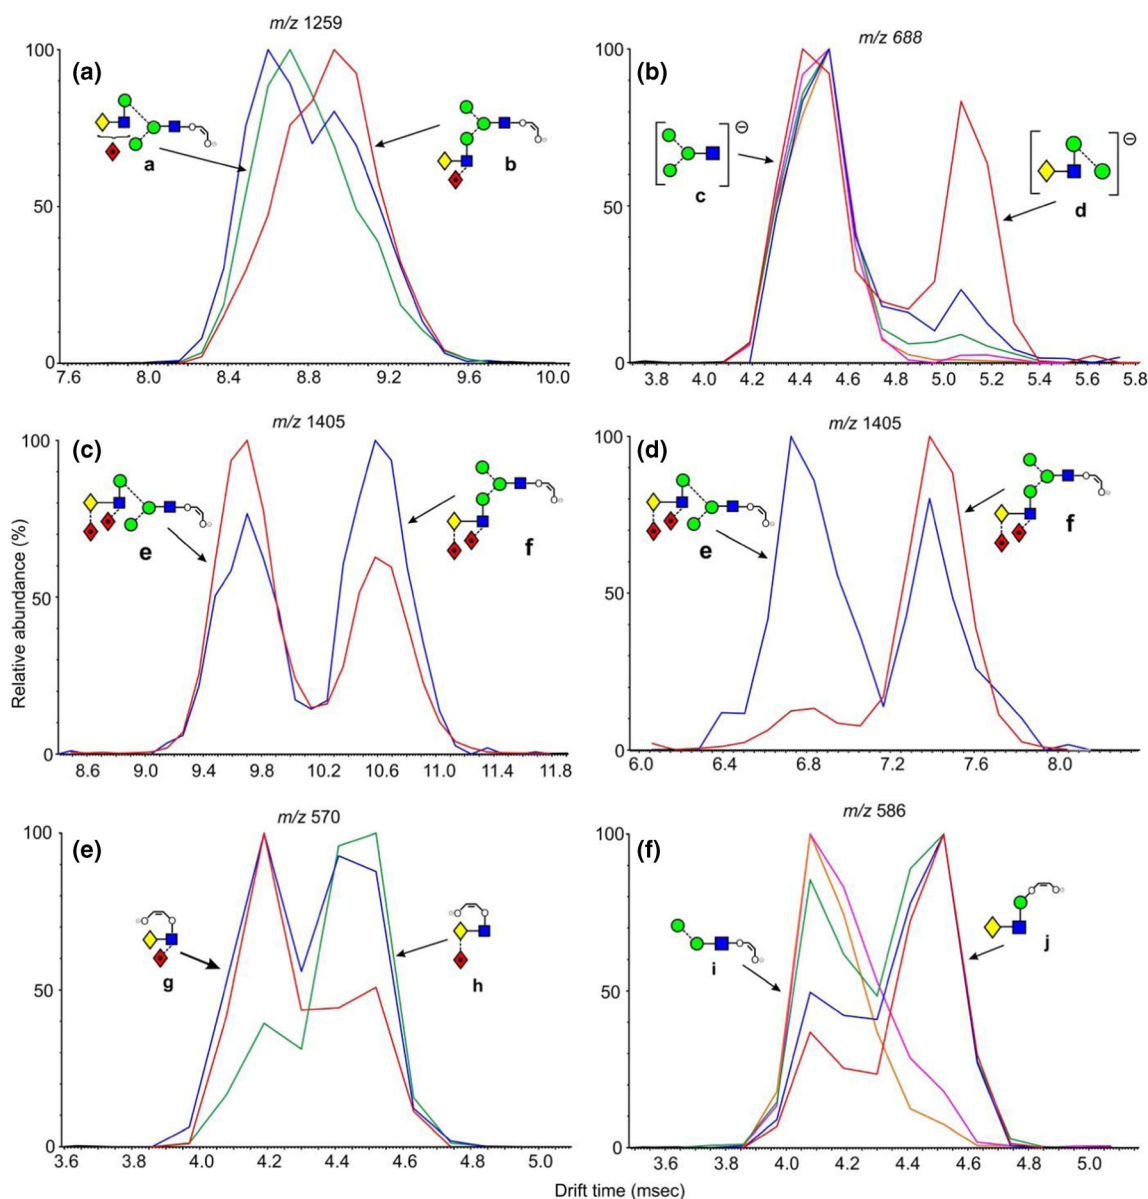 m/z 1259
(a)
100
50
0
a
b
7.6 8.0 8.4 8.8 9.2 9.6 10.0
m/z 688
(b)
100
50
0
c
d
3.8 4.0 4.2 4.4 4.6 4.8 5.0 5.2 5.4 5.6 5.8
m/z 1405
(c)
100
50
0
e
f
8.6 9.0 9.4 9.8 10.2 10.6 11.0 11.4 11.8
m/z 1405
(d)
100
50
0
e
f
6.0 6.4 6.8 7.2 7.6 8.0
Relative abundance (%)
m/z 570
(e)
100
50
0
g
h
3.6 3.8 4.0 4.2 4.4 4.6 4.8 5.0
m/z 586
(f)
100
50
0
i
j
3.6 3.8 4.0 4.2 4.4 4.6 4.8 5.0
Drift time (msec)